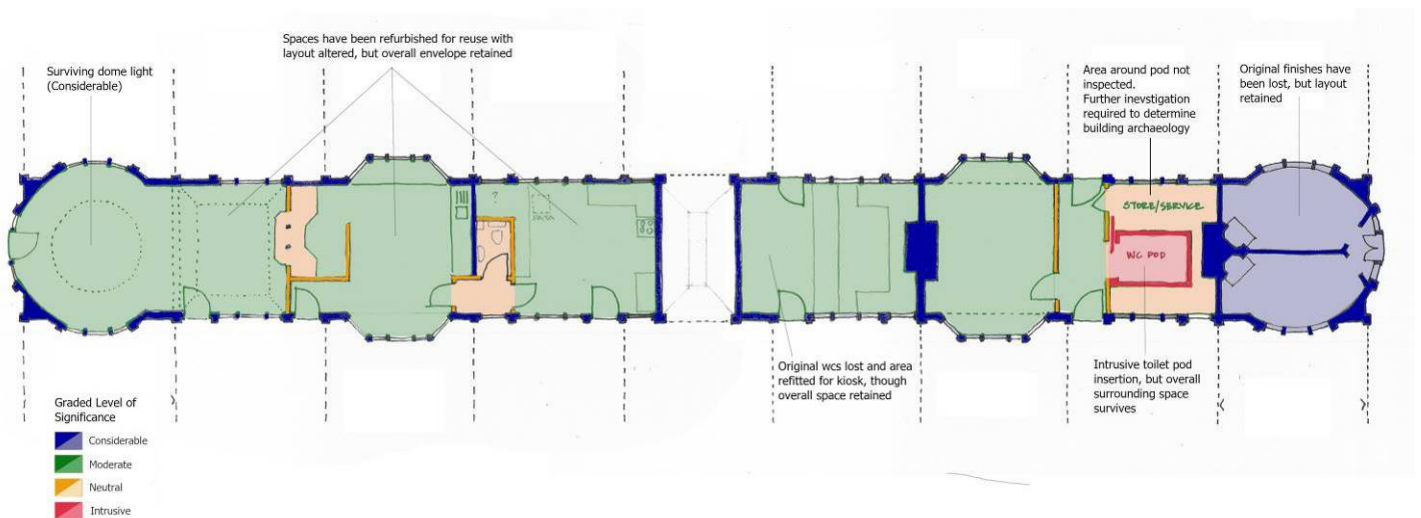 Spaces have been refurbished for reuse with
layout altered, but overall envelope retained
Surviving dome light
(Considerable)
Area around pod not
inspected.
Further inevstigation
required to determine
building archaeology
Original finishes have
been lost, but layout
retained
?
STORE/SERVICE
WC POD
Original wcs lost and area
refitted for kiosk, though
overall space retained
Intrusive toilet pod
insertion, but overall
surrounding space
survives
Graded Level of
Significance
Considerable
Moderate
Neutral
Intrusive